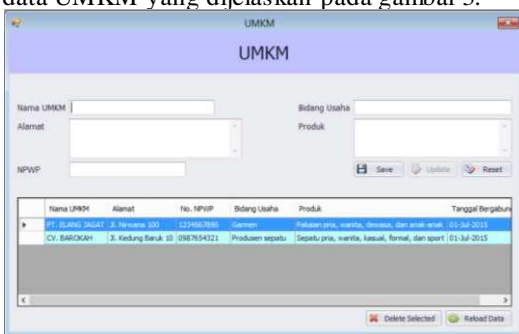 data UMKM yang dijelaskan pada gambar 3.
UMKM
UMKM
Nama UMKM
Bidang Usaha
Alamat
Produk
NPWP
Save Update Reset
Nama UMKM Alamat No. NPWP Bidang Usaha Produk Tanggal Bergabung
PT. ELANG JAGAT Jl. Nirwana 100 1234567890 Garmen Pakaian pria, wanita, dewasa, dan anak-anak 01-Jul-2015
CV. BAROKAH Jl. Kedung Baruk 10 0987654321 Produsen sepatu Sepatu pria, wanita, kasual, formal, dan sport 01-Jul-2015
Delete Selected Reload Data